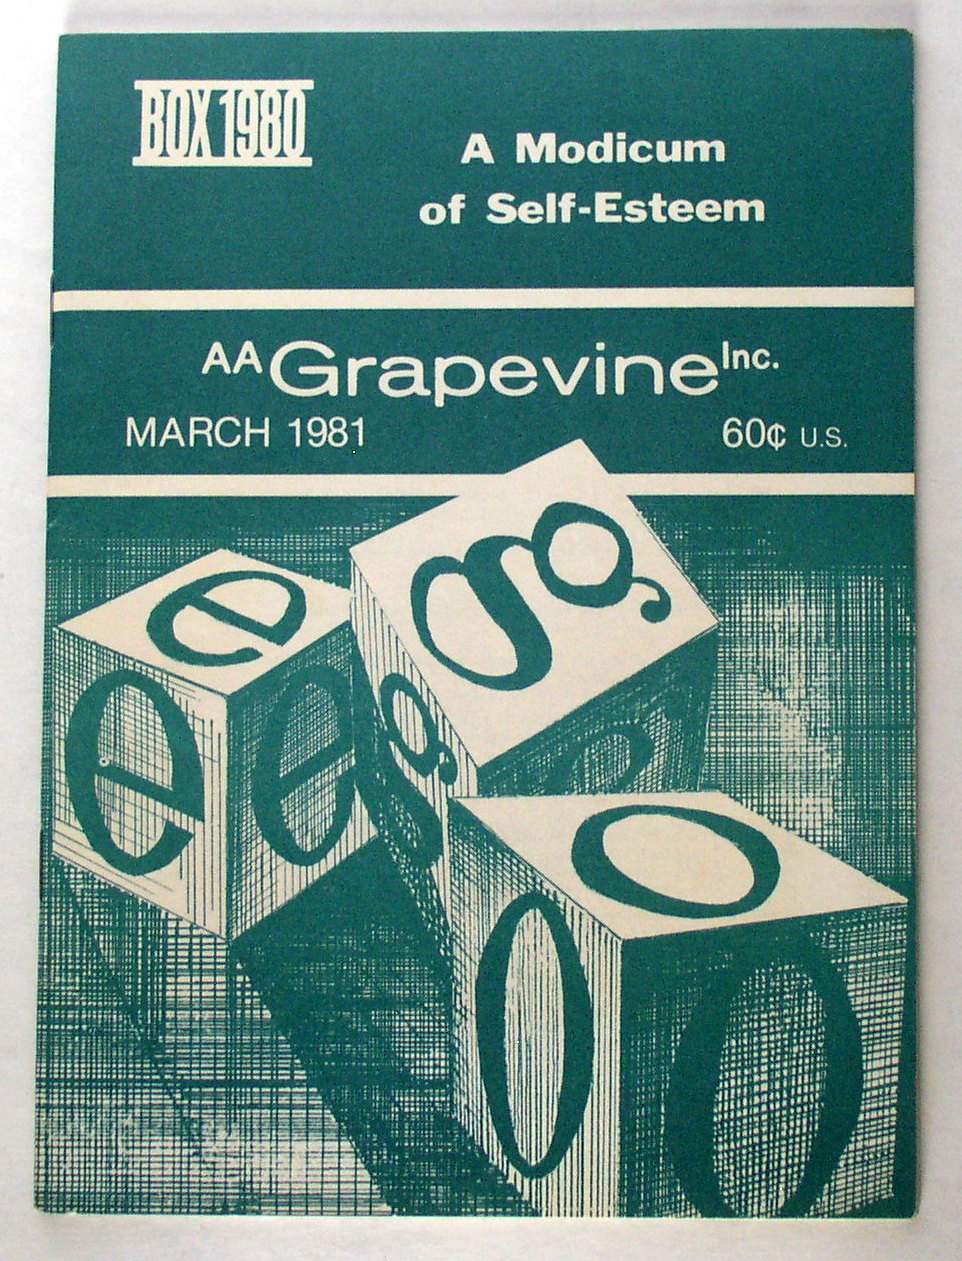 BOX 1980
A Modicum
of Self-Esteem
AA Grapevine Inc.
MARCH 1981 60¢ U.S.
e
e e
g
g g
o
o o